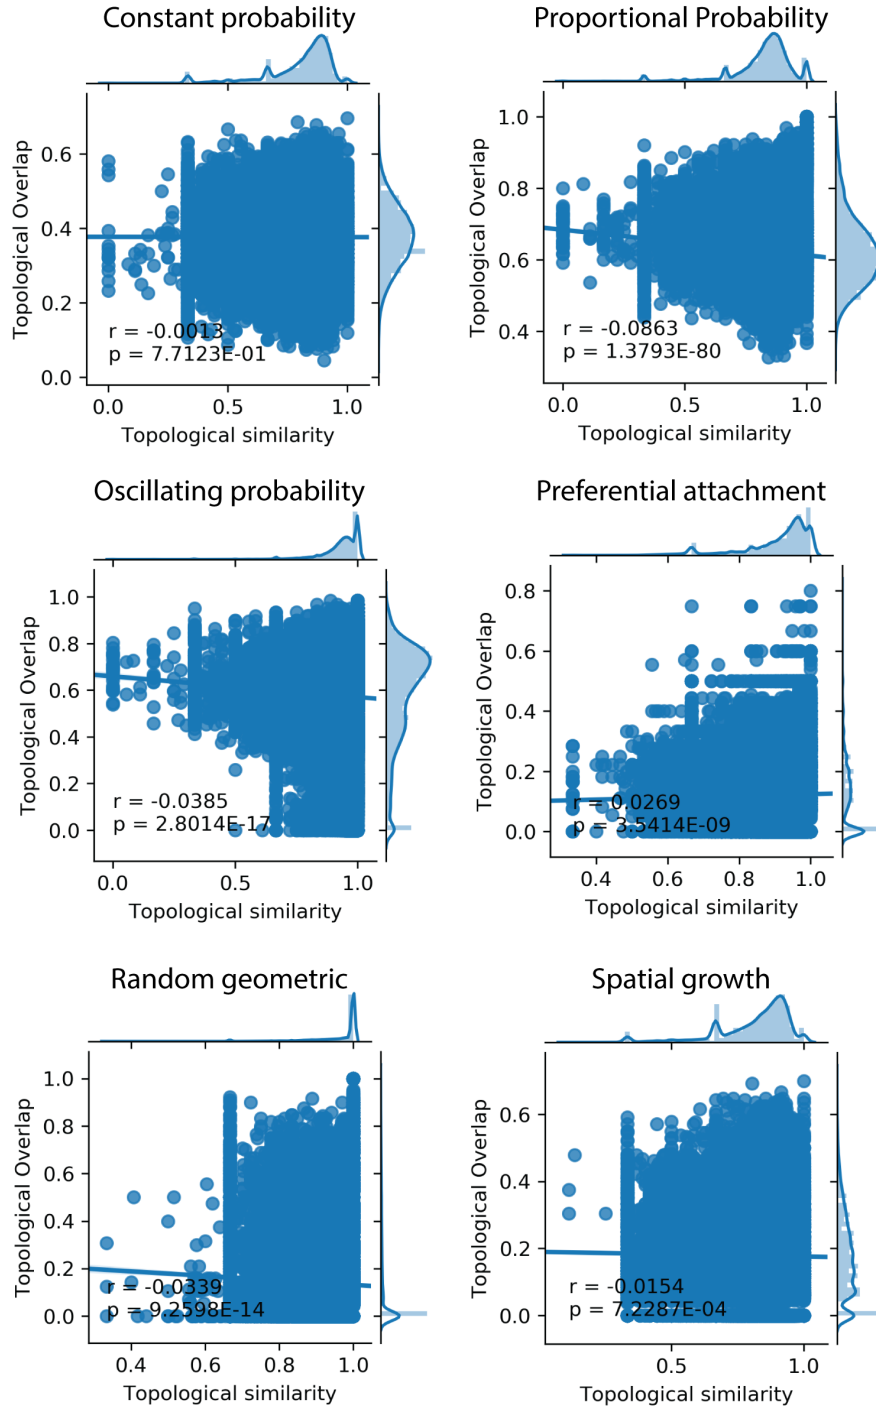 Constant probability
Topological Overlap
0.6
0.4
0.2
0.0
r = -0.0013
p = 7.7123E-01
0.0 0.5 1.0
Topological similarity
Proportional Probability
Topological Overlap
1.0
0.8
0.6
0.4
r = -0.0863
p = 1.3793E-80
0.0 0.5 1.0
Topological similarity
Oscillating probability
Topological Overlap
1.0
0.8
0.6
0.4
0.2
0.0
r = -0.0385
p = 2.8014E-17
0.0 0.5 1.0
Topological similarity
Preferential attachment
Topological Overlap
0.8
0.6
0.4
0.2
0.0
r = 0.0269
p = 3.5414E-09
0.4 0.6 0.8 1.0
Topological similarity
Random geometric
Topological Overlap
1.0
0.8
0.6
0.4
0.2
0.0
r = -0.0339
p = 9.2598E-14
0.4 0.6 0.8 1.0
Topological similarity
Spatial growth
Topological Overlap
0.6
0.4
0.2
0.0
r = -0.0154
p = 7.2287E-04
0.5 1.0
Topological similarity